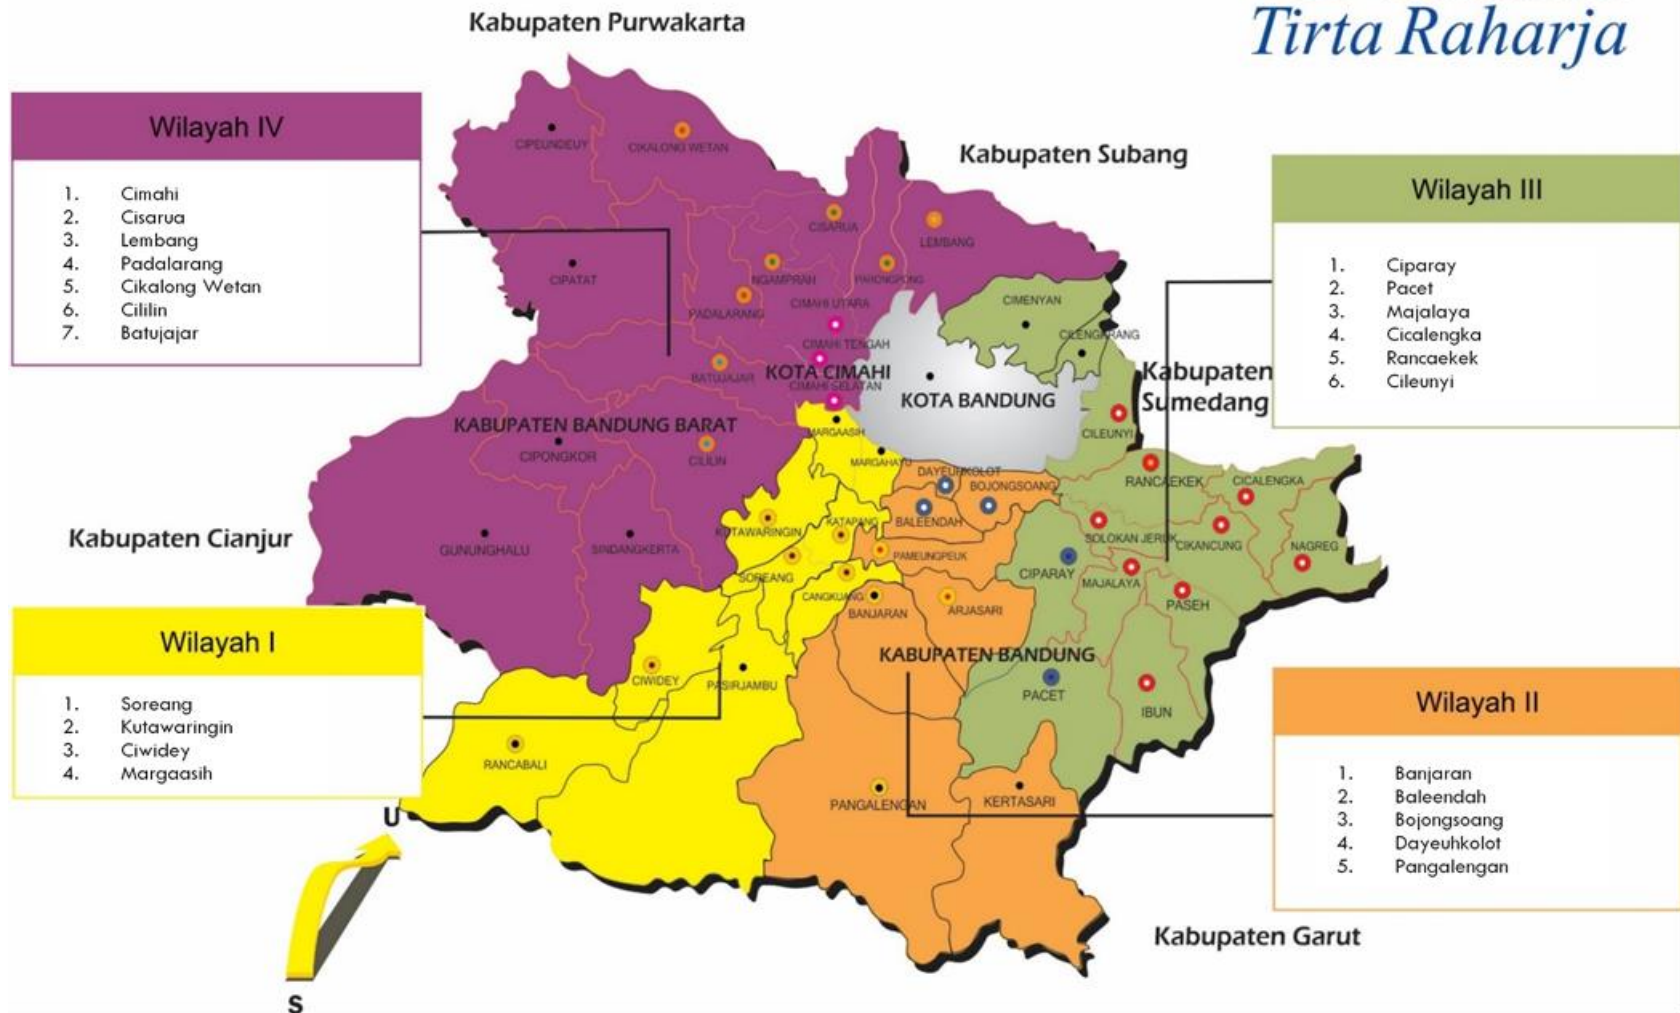 Tirta Raharja
Kabupaten Purwakarta
Kabupaten Subang
Wilayah IV
1. Cimahi
2. Cisarua
3. Lembang
4. Padalarang
5. Cikalong Wetan
6. Cililin
7. Batujajar
Wilayah III
1. Ciparay
2. Pacet
3. Majalaya
4. Cicalengka
5. Rancaekek
6. Cileunyi
CIPEUNDEUY
CIKALONG WETAN
CISARUA
LEMBANG
CIPATAT
NGAMPRAH
PARONGPONG
PADALARANG
CIMAHI UTARA
CIMENYAN
CILENGKRANG
CIMAHI TENGAH
BATUJAJAR
KOTA CIMAHI
CIMAHI SELATAN
KOTA BANDUNG
Kabupaten
Sumedang
KABUPATEN BANDUNG BARAT
MARGAASIH
CILEUNYI
CIPONGKOR
CILILIN
MARGAHAYU
DAYEUHKOLOT
BOJONGSOANG
RANCAEKEK
CICALENGKA
Kabupaten Cianjur
GUNUNGHALU
SINDANGKERTA
KUTAWARINGIN
KATAPANG
BALEENDAH
SOLOKAN JERUK
CIKANCUNG
NAGREG
PAMEUNGPEUK
SOREANG
CIPARAY
MAJALAYA
CANGKUANG
BANJARAN
ARJASARI
PASEH
KABUPATEN BANDUNG
CIWIDEY
PASIRJAMBU
PACET
IBUN
RANCABALI
PANGALENGAN
KERTASARI
Wilayah I
1. Soreang
2. Kutawaringin
3. Ciwidey
4. Margaasih
Wilayah II
1. Banjaran
2. Baleendah
3. Bojongsoang
4. Dayeuhkolot
5. Pangalengan
U
S
Kabupaten Garut